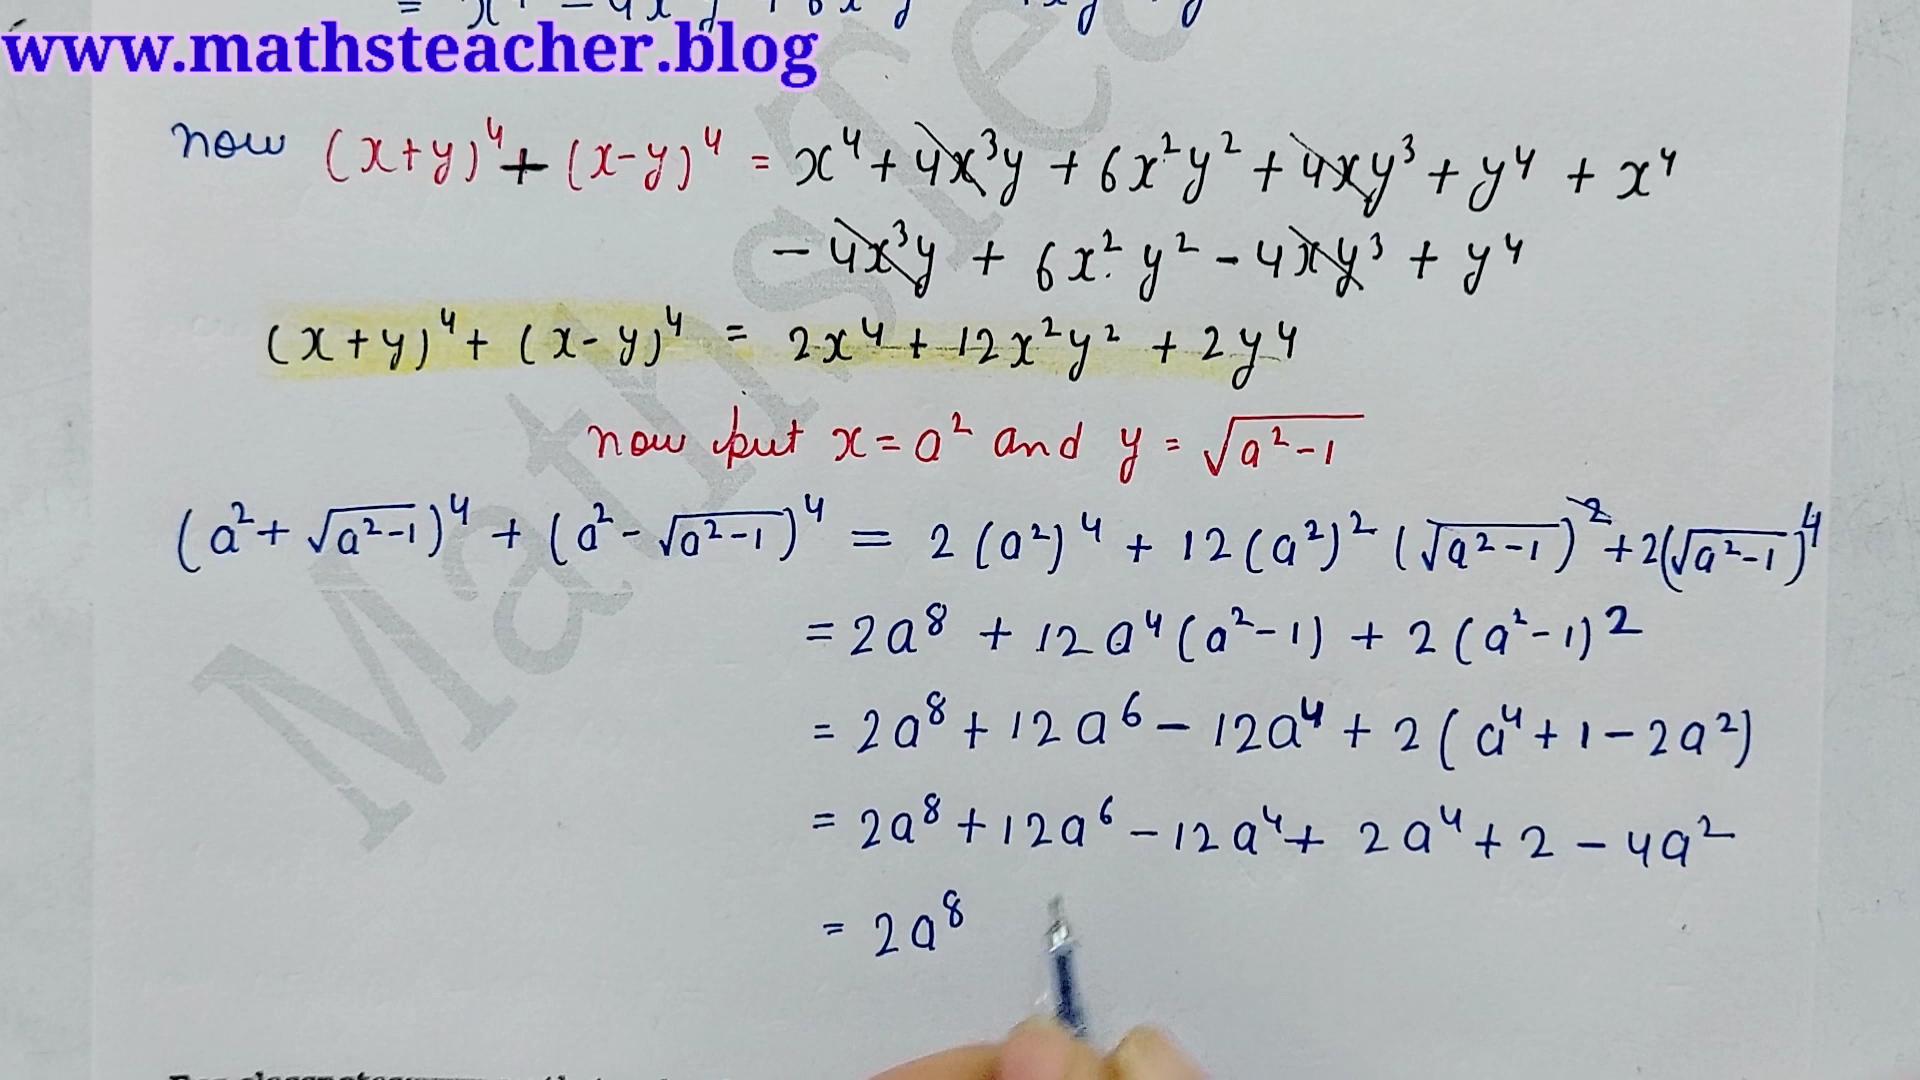 = x⁴ - 4x y + 6x y
www.mathsteacher.blog
now (x+y)⁴ + (x-y)⁴ = x⁴ + 4x³y + 6x²y² + 4xy³ + y⁴ + x⁴
- 4x³y + 6x²y² - 4xy³ + y⁴
(x+y)⁴ + (x-y)⁴ = 2x⁴ + 12x²y² + 2y⁴
now put x = a² and y = √(a²-1)
(a² + √(a²-1))⁴ + (a² - √(a²-1))⁴ = 2(a²)⁴ + 12(a²)²(√(a²-1))² + 2(√(a²-1))⁴
= 2a⁸ + 12a⁴(a²-1) + 2(a²-1)²
= 2a⁸ + 12a⁶ - 12a⁴ + 2(a⁴ + 1 - 2a²)
= 2a⁸ + 12a⁶ - 12a⁴ + 2a⁴ + 2 - 4a²
= 2a⁸